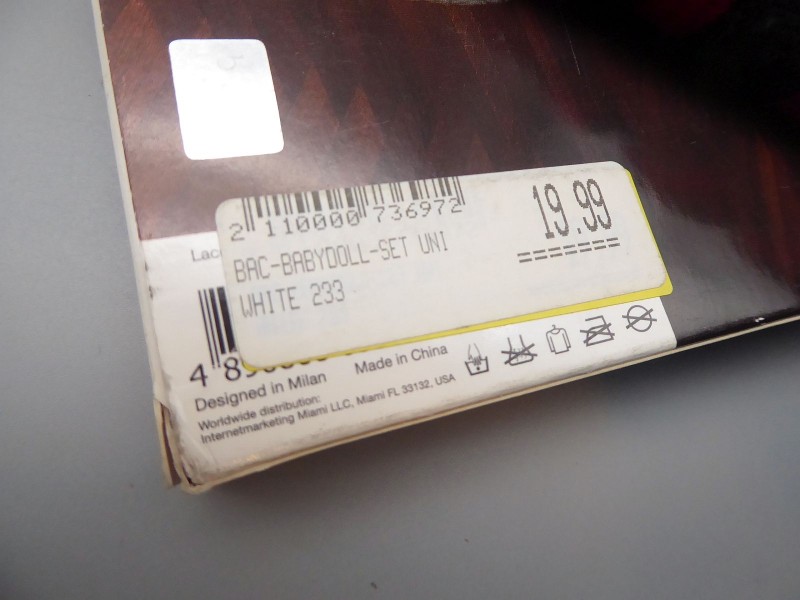 2 110000 736972
19.99
BAC-BABYDOLL-SET UNI
WHITE 233
Designed in Milan
Made in China
Worldwide distribution:
Internetmarketing Miami LLC, Miami FL 33132, USA